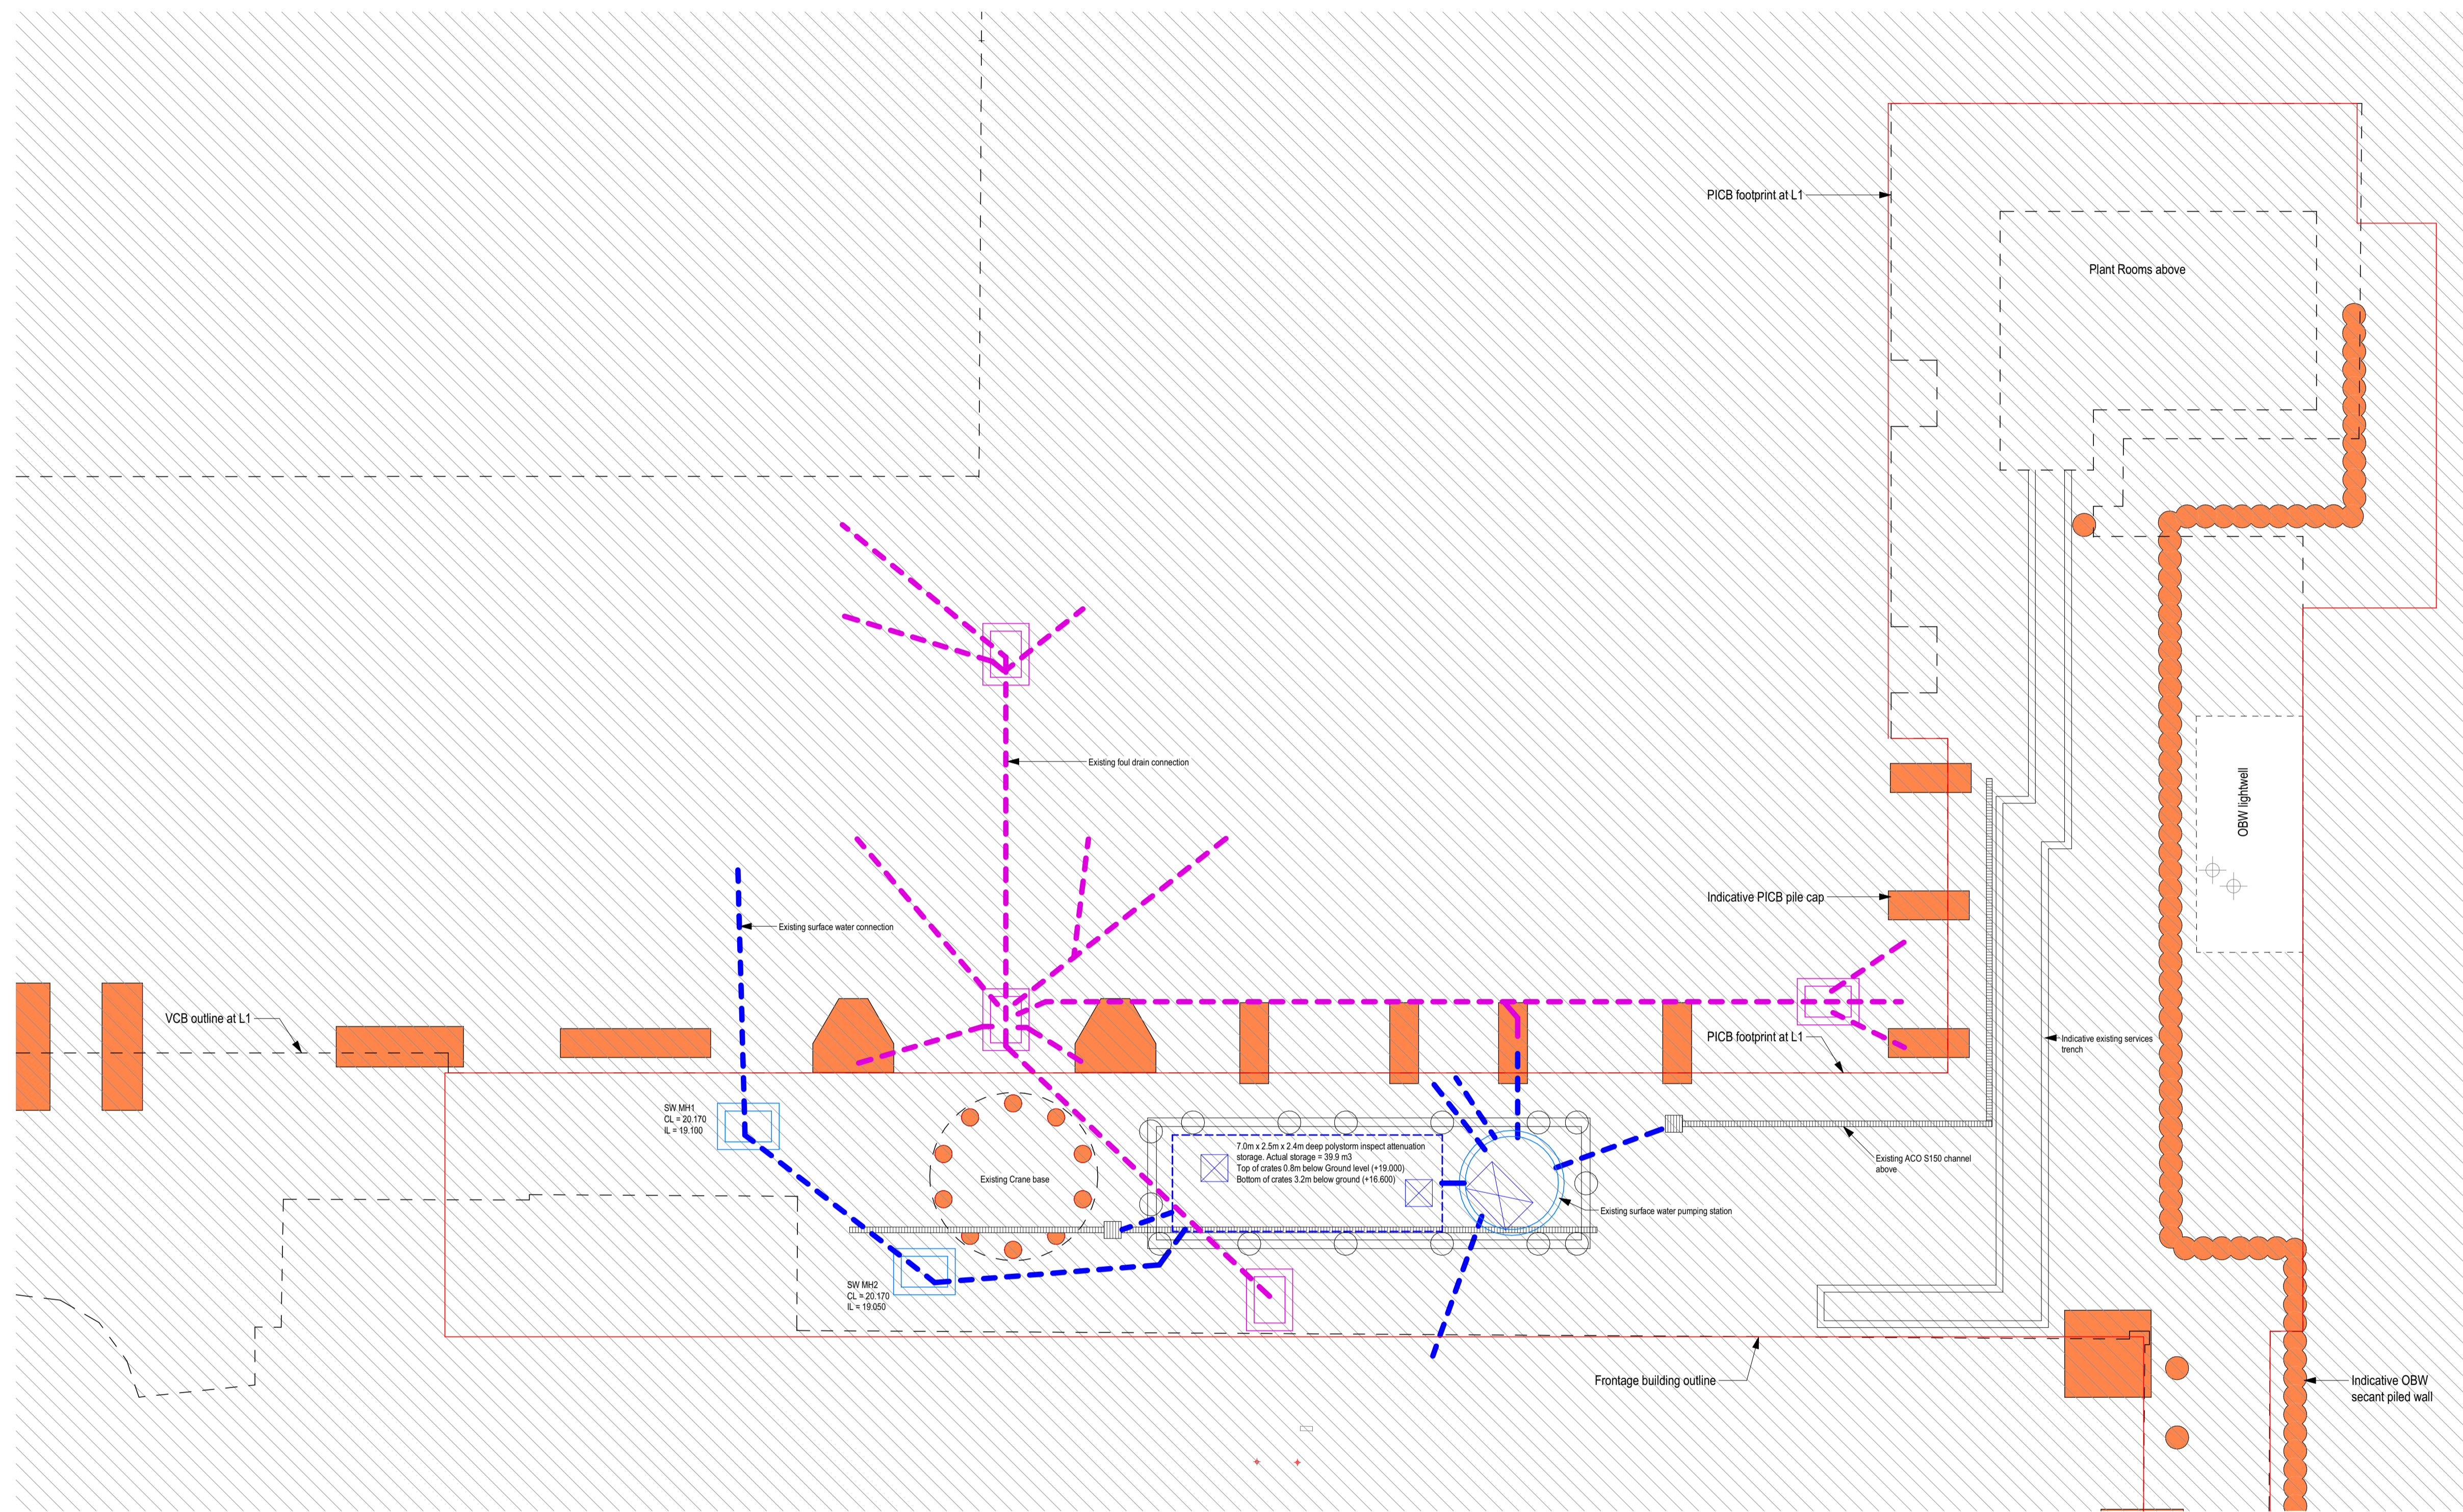 PICB footprint at L1
Plant Rooms above
Existing foul drain connection
OBW lightwell
Indicative PICB pile cap
Existing surface water connection
VCB outline at L1
PICB footprint at L1
Indicative existing services
trench
SW MH1
CL = 20.170
IL = 19.100
7.0m x 2.5m x 2.4m deep polystorm inspect attenuation
storage. Actual storage = 39.9 m3
Top of crates 0.8m below Ground level (+19.000)
Bottom of crates 3.2m below ground (+16.600)
Existing ACO S150 channel
above
Existing Crane base
Existing surface water pumping station
SW MH2
CL = 20.170
IL = 19.050
Frontage building outline
Indicative OBW
secant piled wall